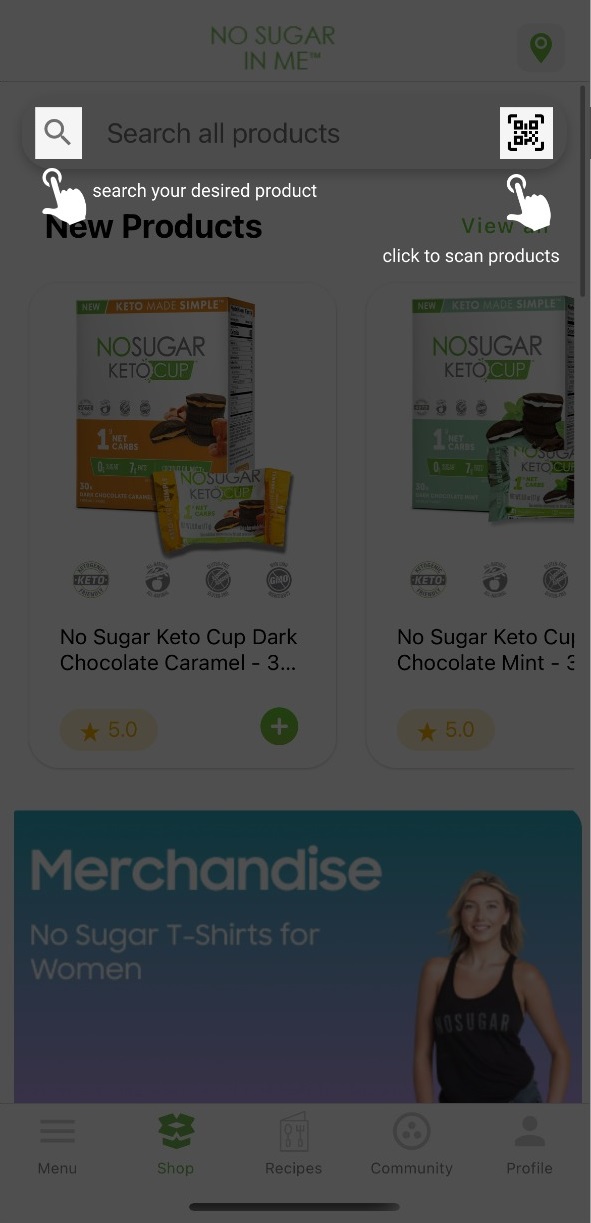 NO SUGAR
IN ME™
Search all products
search your desired product
New Products
View all
click to scan products
NEW KETO MADE SIMPLE
NOSUGAR
KETO CUP
1g NET CARBS
NOSUGAR
KETO CUP
KETO
GMO
NEW KETO MADE SIMPLE
NOSUGAR
KETO CUP
1g NET CARBS
KETO
No Sugar Keto Cup Dark
Chocolate Caramel - 3...
No Sugar Keto Cup
Chocolate Mint - 3
5.0
5.0
Merchandise
No Sugar T-Shirts for
Women
NOSUGAR
Menu
Shop
Recipes
Community
Profile